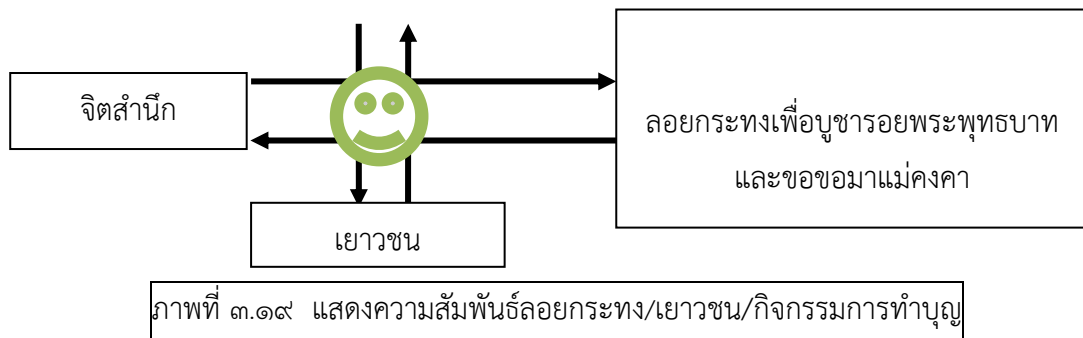 จิตสำนึก
ลอยกระทงเพื่อบูชารอยพระพุทธบาท
และขอขอมาแม่คงคา
เยาวชน
ภาพที่ ๓.๑๙ แสดงความสัมพันธ์ลอยกระทง/เยาวชน/กิจกรรมการทำบุญ